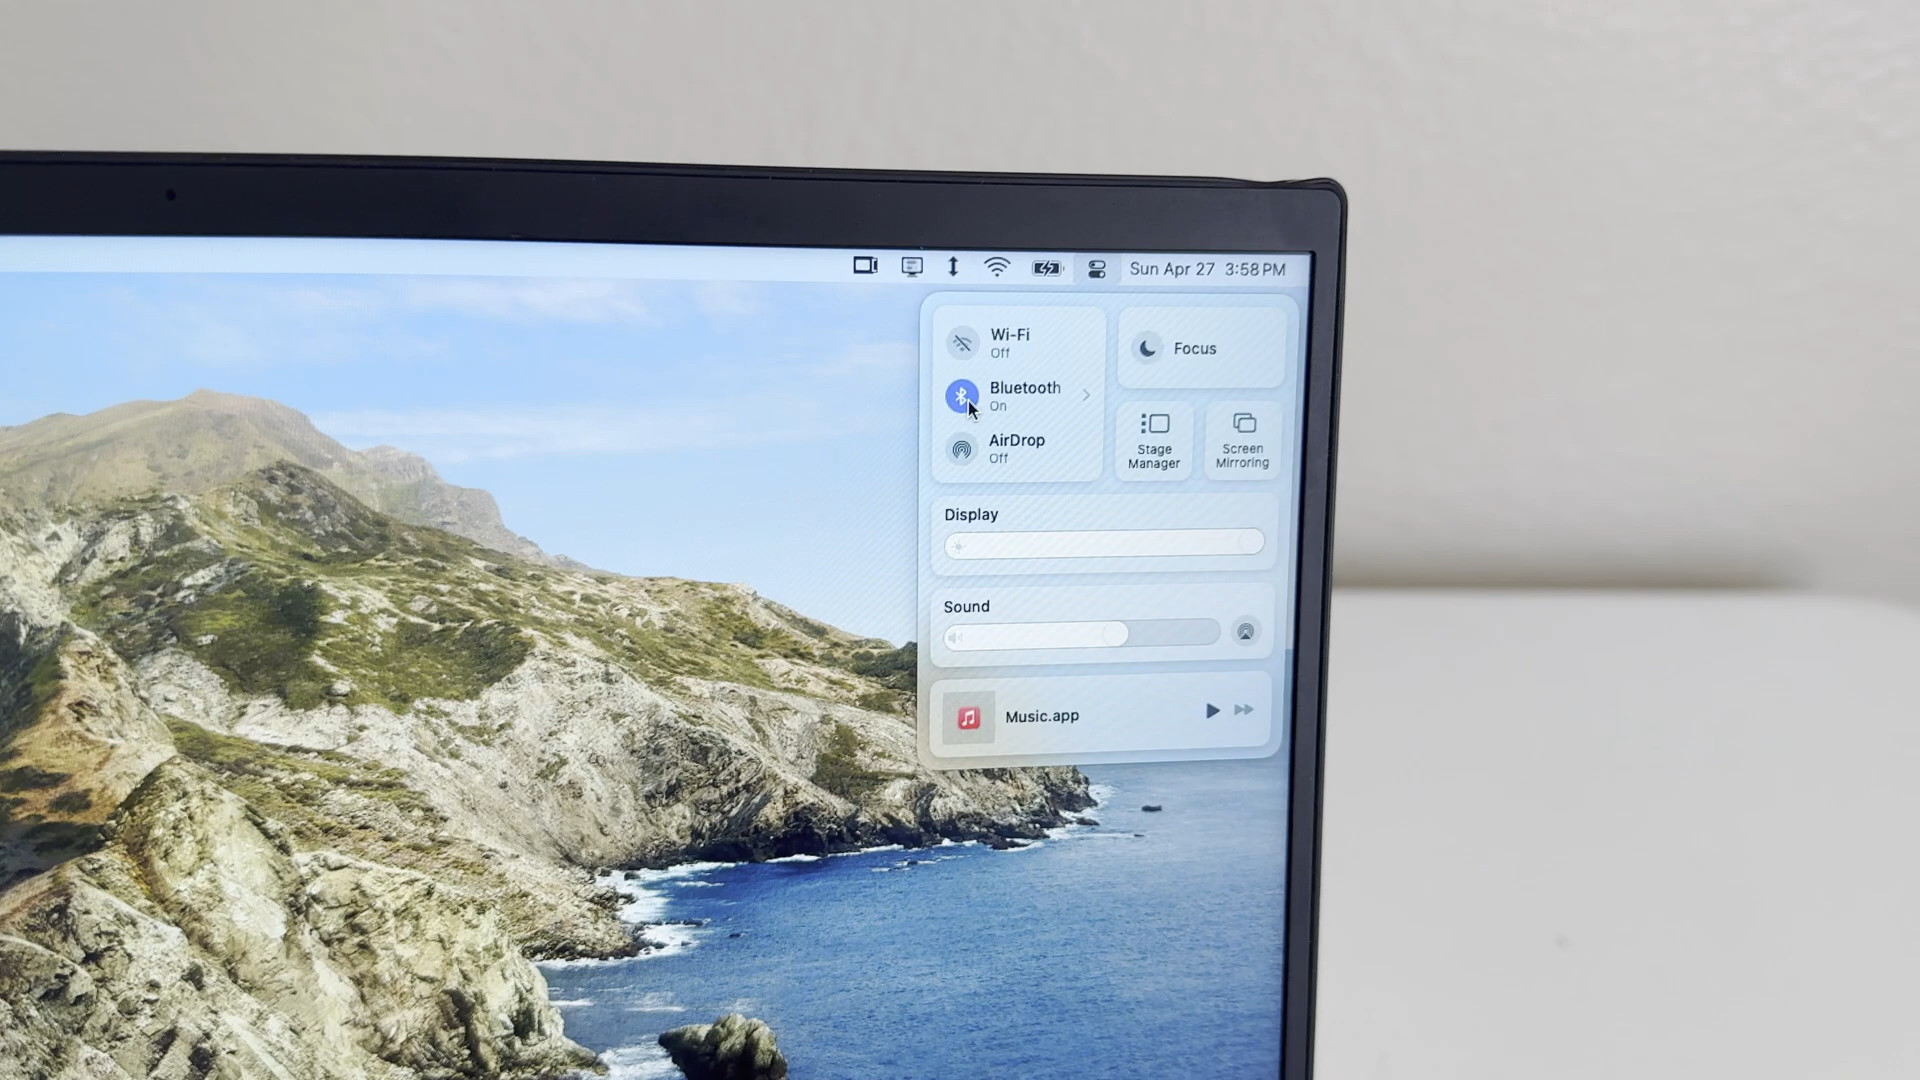 Sun Apr 27 3:58 PM
Wi-Fi
Off
Bluetooth
On
AirDrop
Off
Focus
Stage
Manager
Screen
Mirroring
Display
Sound
Music.app